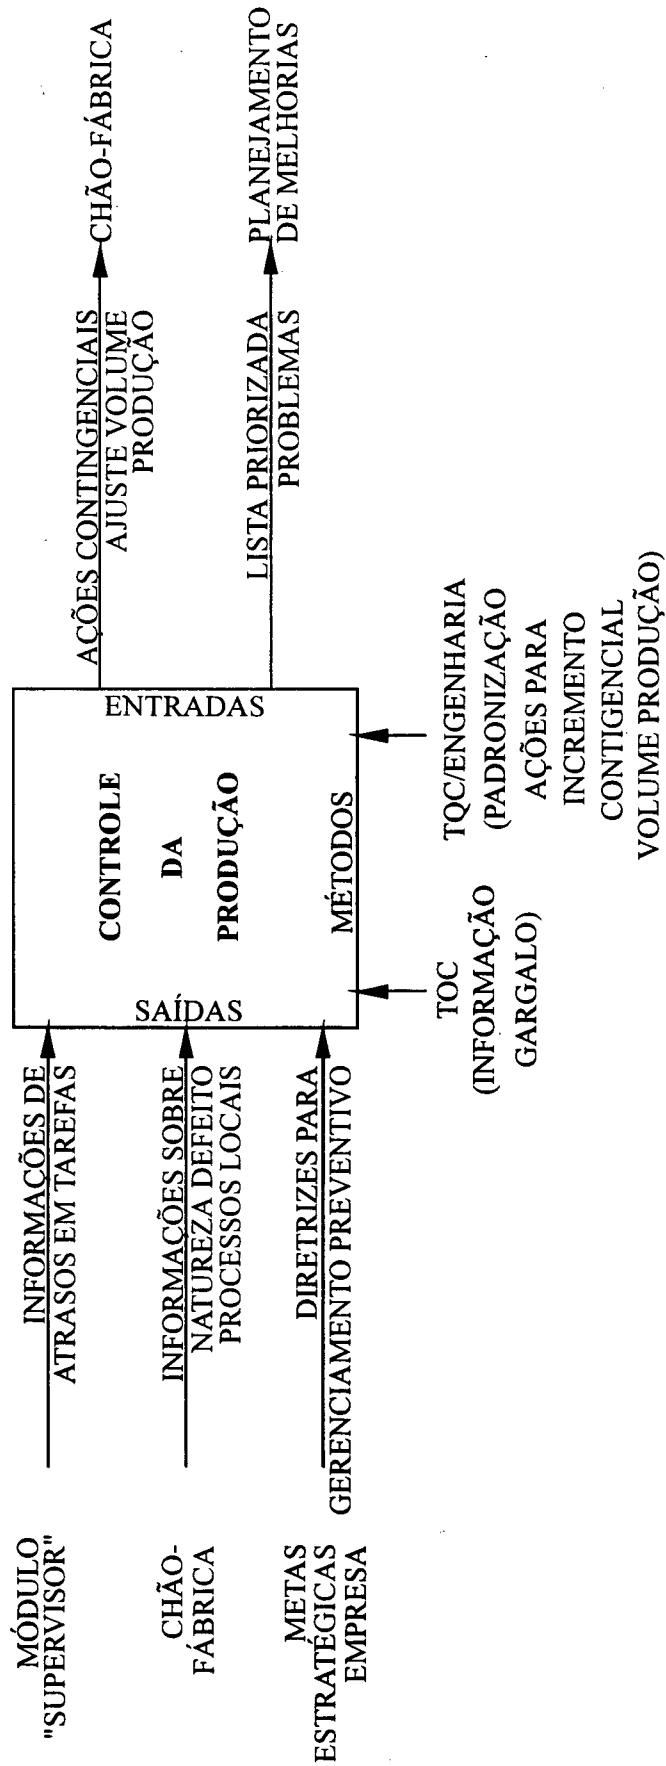 MÓDULO
"SUPERVISOR"
INFORMAÇÕES DE
ATRASOS EM TAREFAS
CHÃO-
FÁBRICA
INFORMAÇÕES SOBRE
NATUREZA DEFEITO
PROCESSOS LOCAIS
METAS
ESTRATÉGICAS
EMPRESA
DIRETRIZES PARA
GERENCIAMENTO PREVENTIVO
SAÍDAS
CONTROLE
DA
PRODUÇÃO
ENTRADAS
MÉTODOS
AÇÕES CONTINGENCIAIS
AJUSTE VOLUME
PRODUÇÃO
CHÃO-FÁBRICA
LISTA PRIORIZADA
PROBLEMAS
PLANEJAMENTO
DE MELHORIAS
TOC
(INFORMAÇÃO
GARGALO)
TQC/ENGENHARIA
(PADRONIZAÇÃO
AÇÕES PARA
INCREMENTO
CONTIGENCIAL
VOLUME PRODUÇÃO)